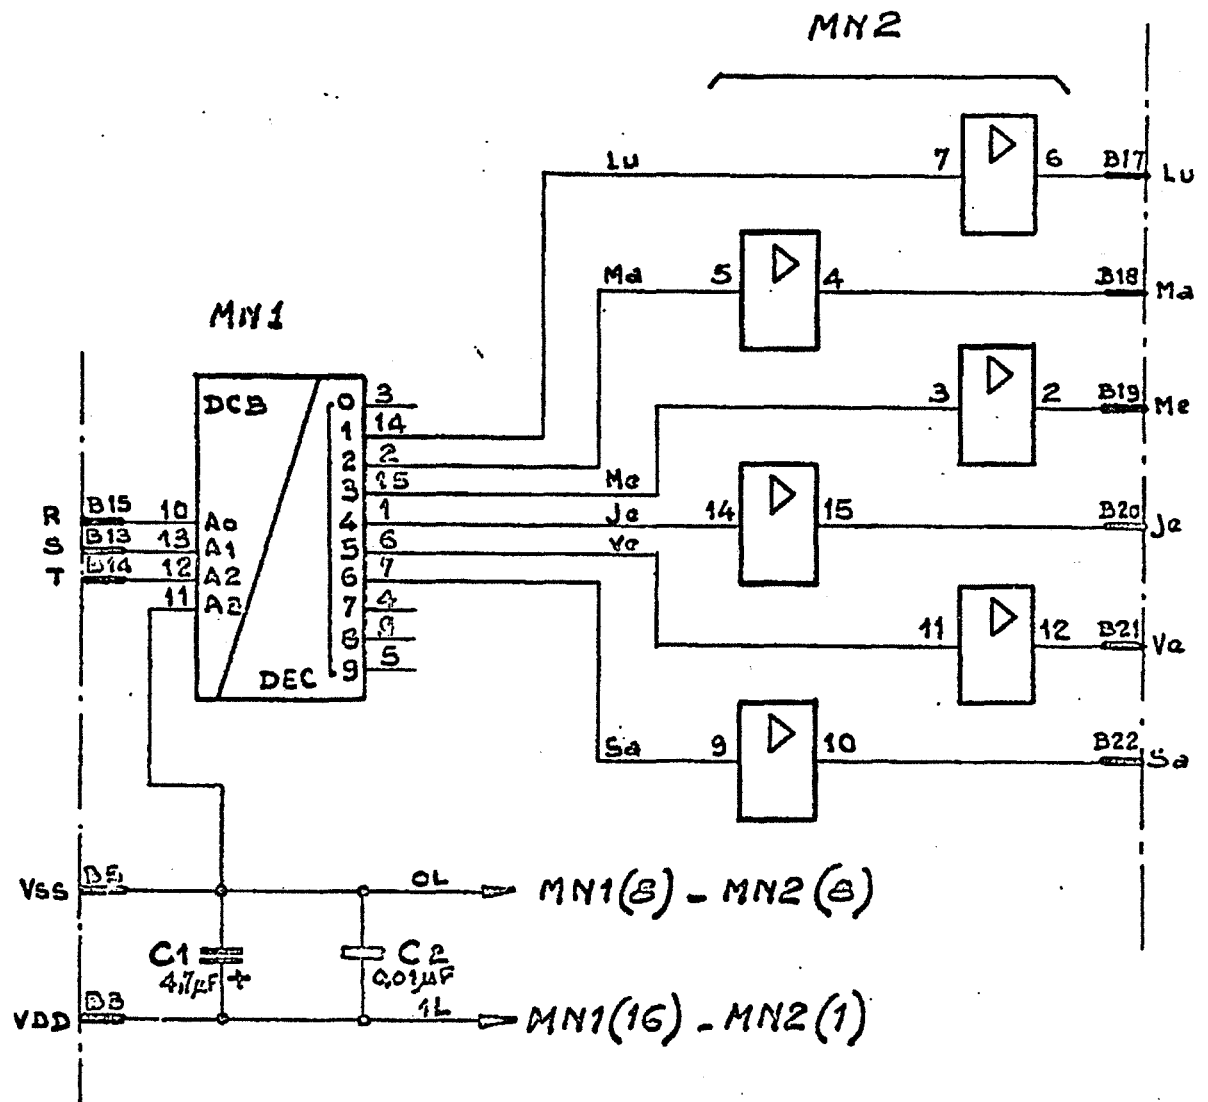 MN2
Lu 7 6 B17 Lu
Ma 5 4 B18 Ma
MN1
DCB
0 3
1 14
2 2
3 15 Me 3 2 B19 Me
4 1 Je 14 15 B20 Je
5 6 Ve 11 12 B21 Ve
6 7 Sa 9 10 B22 Sa
7 4
8 9
9 5
DEC
R B15 10 A0
S B13 13 A1
T B14 12 A2
11 A3
VSS B5 0L MN1(8)_MN2(8)
C1
4,7µF +
C2
0,01µF
VDD B3 1L MN1(16)_MN2(1)